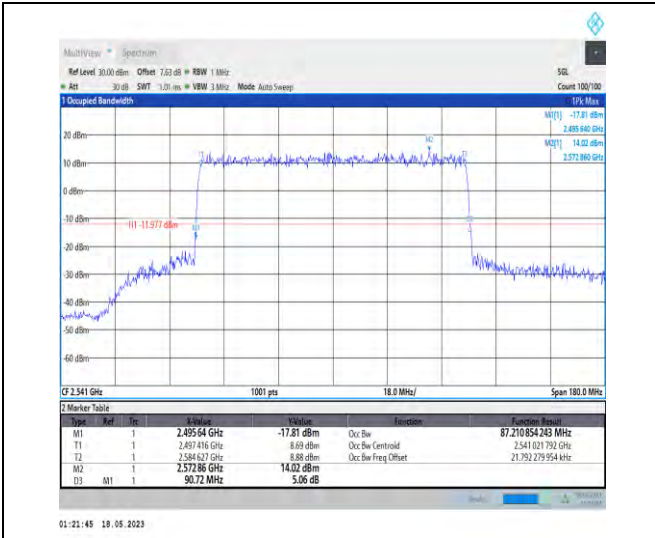 MultiView Spectrum
Ref Level 30.00 dBm Offset 7.63 dB RBW 1 MHz SGL
Att 30 dB SWT 1.01 ms VBW 3 MHz Mode Auto Sweep Count 100/100
1 Occupied Bandwidth 1Pk Max
M1[1] -17.81 dBm
2.495 640 GHz
M2[1] 14.02 dBm
2.572 860 GHz
20 dBm
M2
T1 T2
10 dBm
0 dBm
-10 dBm
H1 -11.977 dBm
M1
-20 dBm
-30 dBm
-40 dBm
-50 dBm
-60 dBm
CF 2.541 GHz 1001 pts 18.0 MHz/ Span 180.0 MHz
2 Marker Table
Type Ref Trc X-Value Y-Value Function Function Result
M1 1 2.495 64 GHz -17.81 dBm Occ Bw 87.210 854 243 MHz
T1 1 2.497 416 GHz 8.69 dBm Occ Bw Centroid 2.541 021 792 GHz
T2 1 2.584 627 GHz 8.88 dBm Occ Bw Freq Offset 21.792 279 954 kHz
M2 1 2.572 86 GHz 14.02 dBm
D3 M1 1 90.72 MHz 5.06 dB
01:21:45 18.05.2023